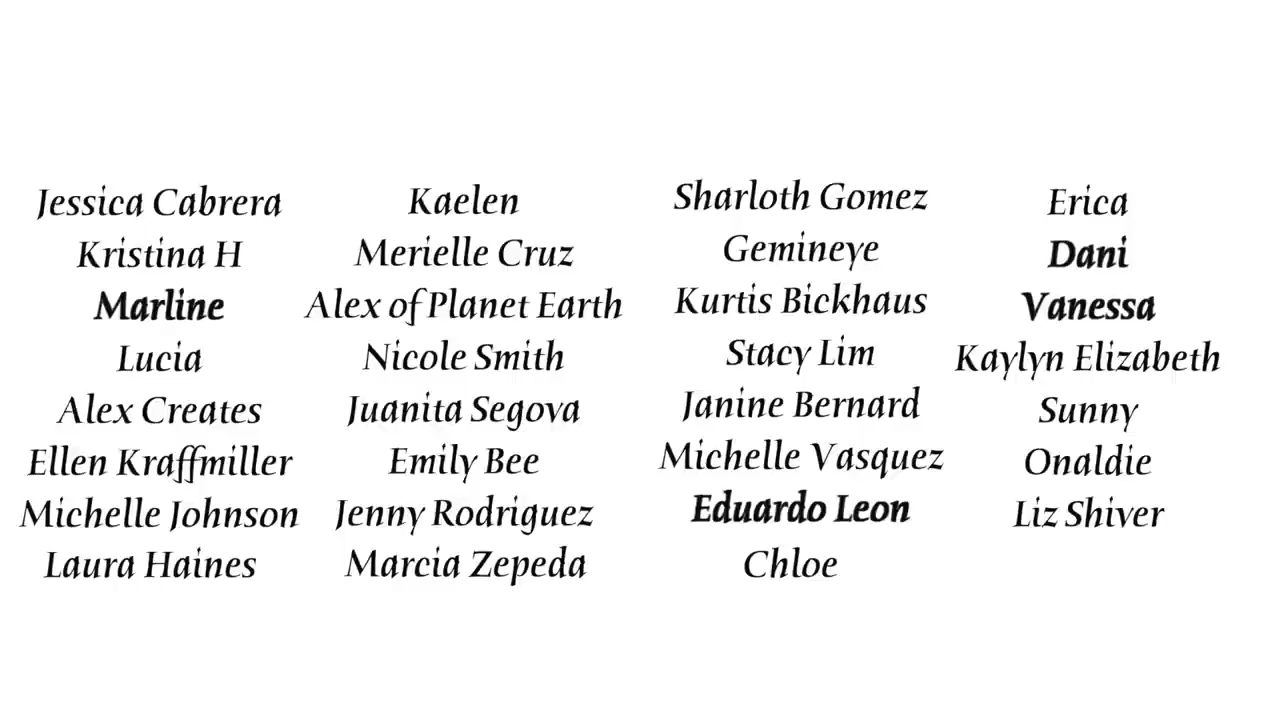 Jessica Cabrera
Kristina H
Marline
Lucia
Alex Creates
Ellen Kraffmiller
Michelle Johnson
Laura Haines
Kaelen
Merielle Cruz
Alex of Planet Earth
Nicole Smith
Juanita Segova
Emily Bee
Jenny Rodriguez
Marcia Zepeda
Sharloth Gomez
Gemineye
Kurtis Bickhaus
Stacy Lim
Janine Bernard
Michelle Vasquez
Eduardo Leon
Chloe
Erica
Dani
Vanessa
Kaylyn Elizabeth
Sunny
Onaldie
Liz Shiver